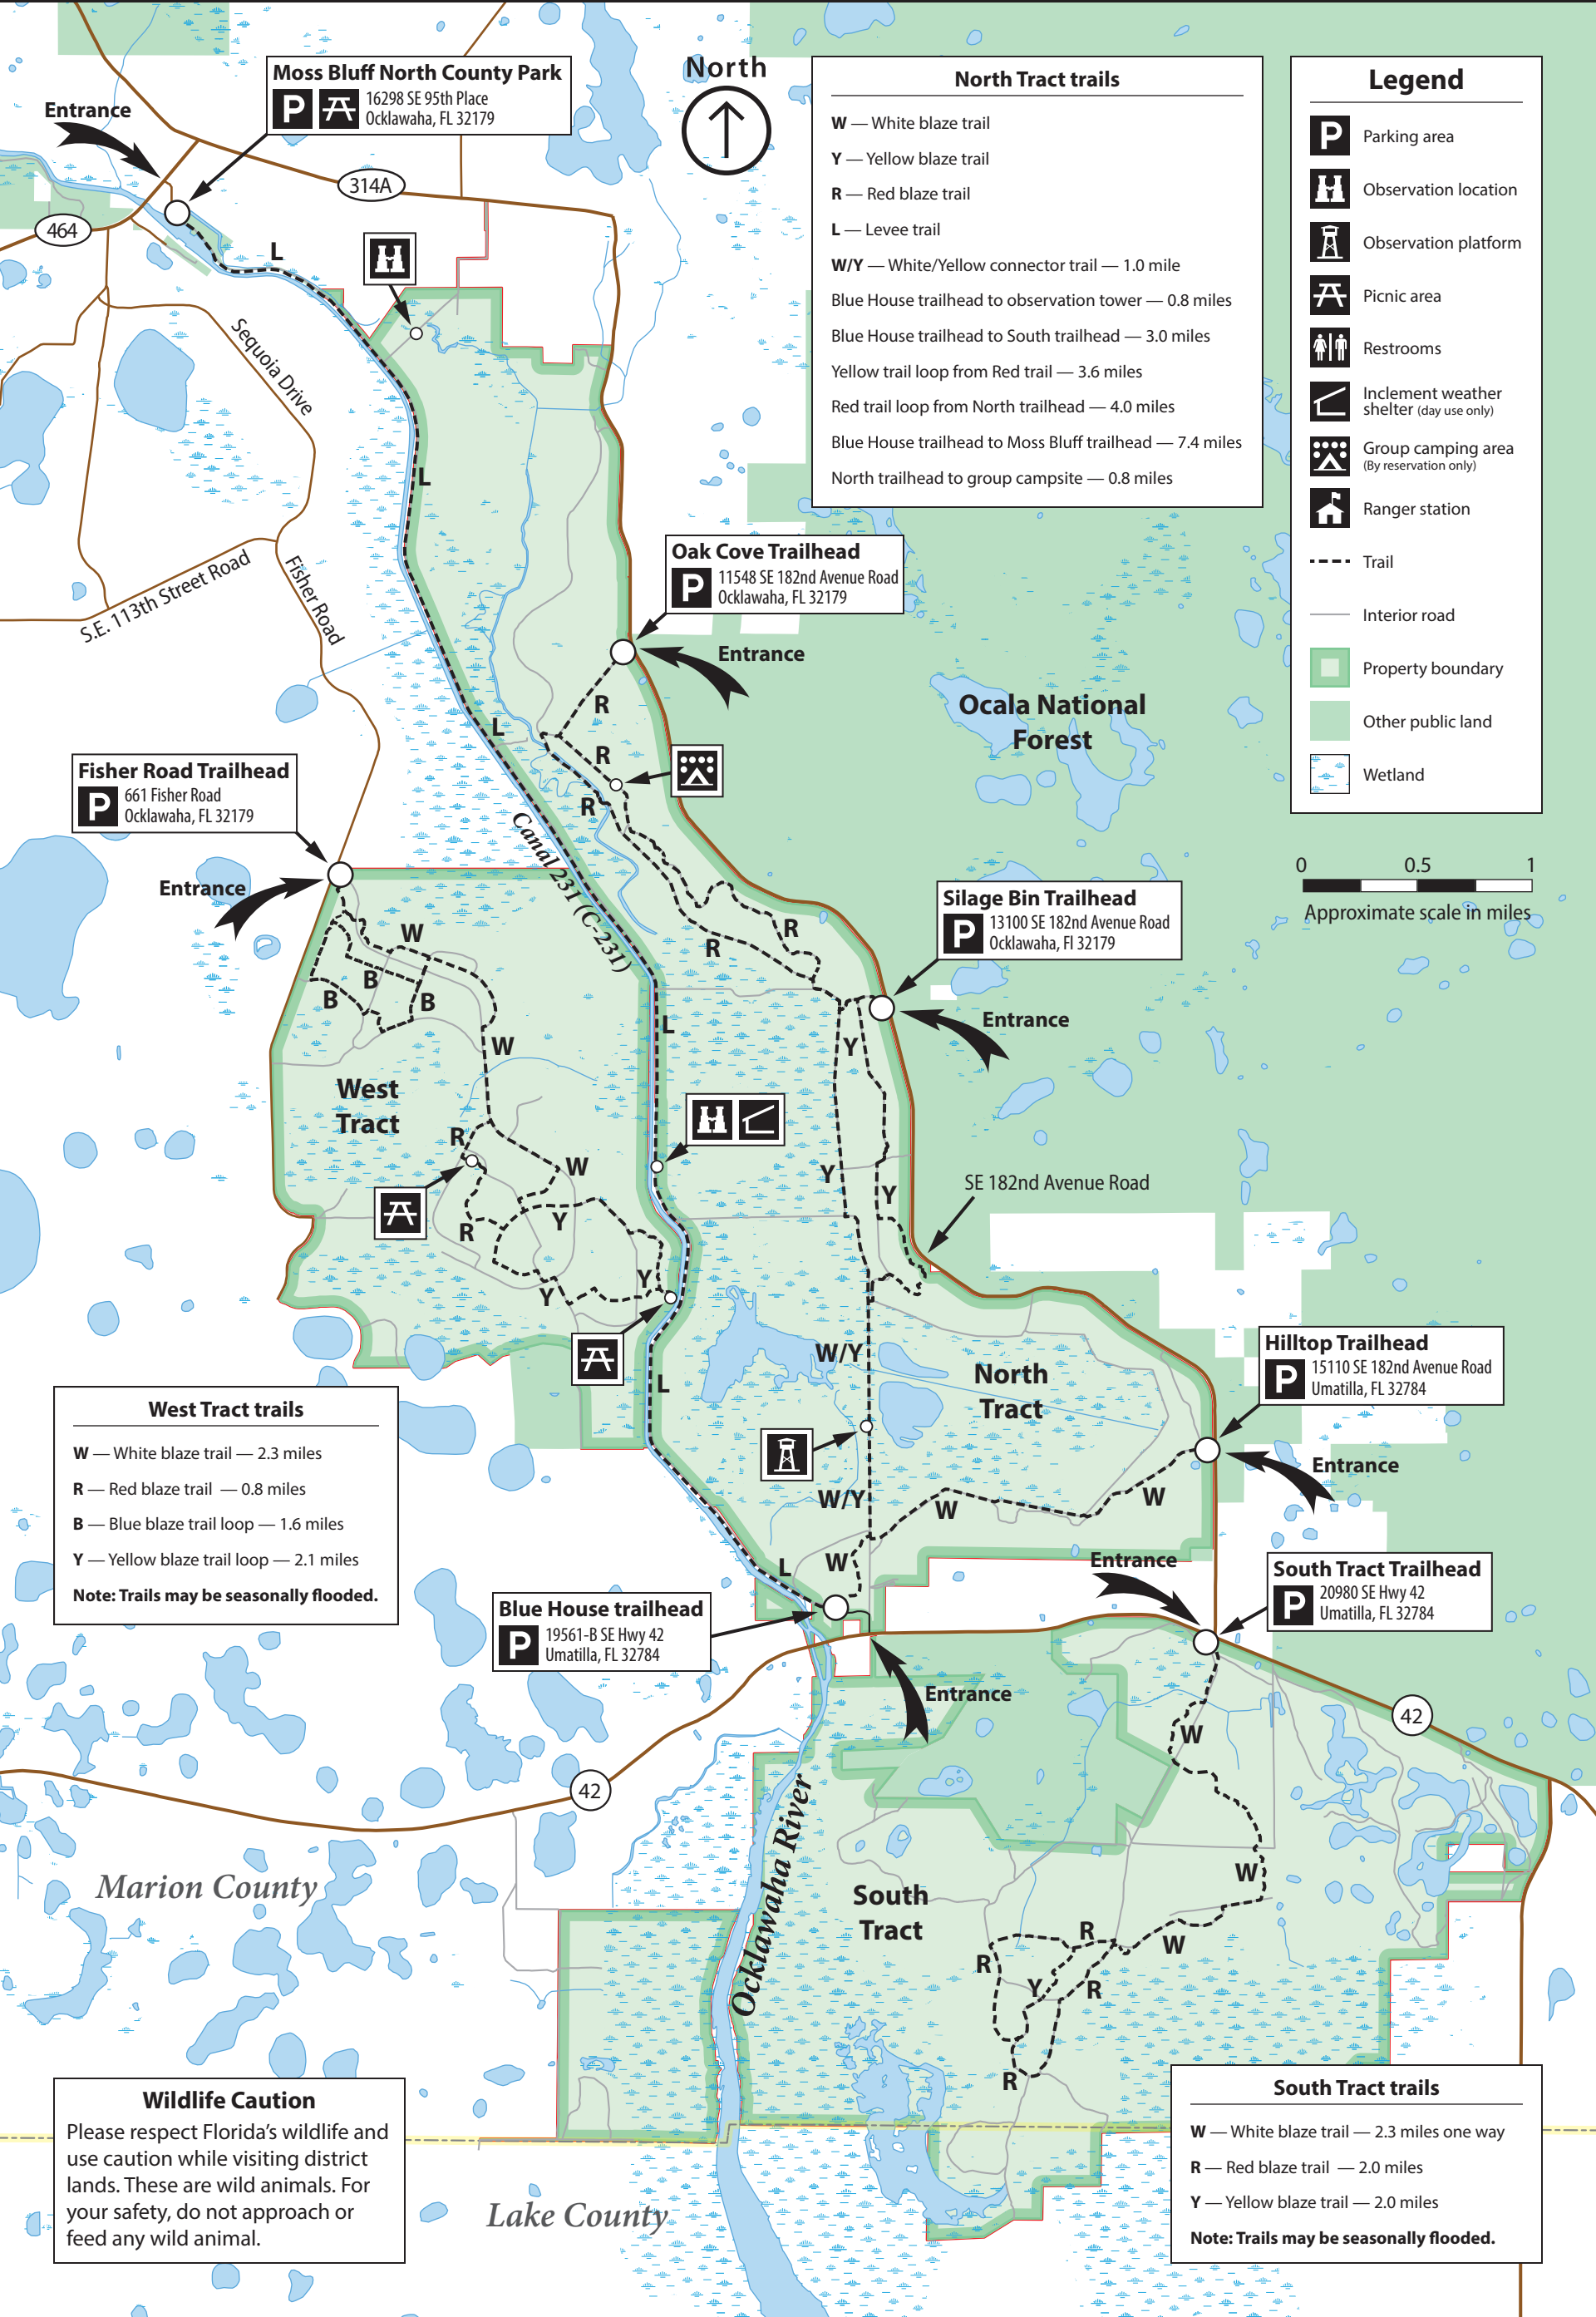 Moss Bluff North County Park
P
16298 SE 95th Place
Ocklawaha, FL 32179
Entrance
North
314A
464
L
Sequoia Drive
L
S.E. 113th Street Road
Fisher Road
North Tract trails
W — White blaze trail
Y — Yellow blaze trail
R — Red blaze trail
L — Levee trail
W/Y — White/Yellow connector trail — 1.0 mile
Blue House trailhead to observation tower — 0.8 miles
Blue House trailhead to South trailhead — 3.0 miles
Yellow trail loop from Red trail — 3.6 miles
Red trail loop from North trailhead — 4.0 miles
Blue House trailhead to Moss Bluff trailhead — 7.4 miles
North trailhead to group campsite — 0.8 miles
Legend
P Parking area
Observation location
Observation platform
Picnic area
Restrooms
Inclement weather
shelter (day use only)
Group camping area
(By reservation only)
Ranger station
Trail
Interior road
Property boundary
Other public land
Wetland
0 0.5 1
Approximate scale in miles
Oak Cove Trailhead
P
11548 SE 182nd Avenue Road
Ocklawaha, FL 32179
Entrance
R
L
R
R
Ocala National
Forest
Fisher Road Trailhead
P
661 Fisher Road
Ocklawaha, FL 32179
Entrance
Canal 231 (C-231)
Silage Bin Trailhead
P
13100 SE 182nd Avenue Road
Ocklawaha, Fl 32179
Entrance
W
R
R
B
B
B
L
W
Y
West
Tract
R
W
Y
Y
SE 182nd Avenue Road
R
Y
Y
Y
W/Y
L
North
Tract
Hilltop Trailhead
P
15110 SE 182nd Avenue Road
Umatilla, FL 32784
Entrance
West Tract trails
W — White blaze trail — 2.3 miles
R — Red blaze trail — 0.8 miles
B — Blue blaze trail loop — 1.6 miles
Y — Yellow blaze trail loop — 2.1 miles
Note: Trails may be seasonally flooded.
W/Y
W
W
L
W
Entrance
South Tract Trailhead
P
20980 SE Hwy 42
Umatilla, FL 32784
Blue House trailhead
P
19561-B SE Hwy 42
Umatilla, FL 32784
Entrance
42
W
42
Ocklawaha River
Marion County
W
South
Tract
R
W
R
Y
R
R
Wildlife Caution
Please respect Florida’s wildlife and
use caution while visiting district
lands. These are wild animals. For
your safety, do not approach or
feed any wild animal.
Lake County
South Tract trails
W — White blaze trail — 2.3 miles one way
R — Red blaze trail — 2.0 miles
Y — Yellow blaze trail — 2.0 miles
Note: Trails may be seasonally flooded.